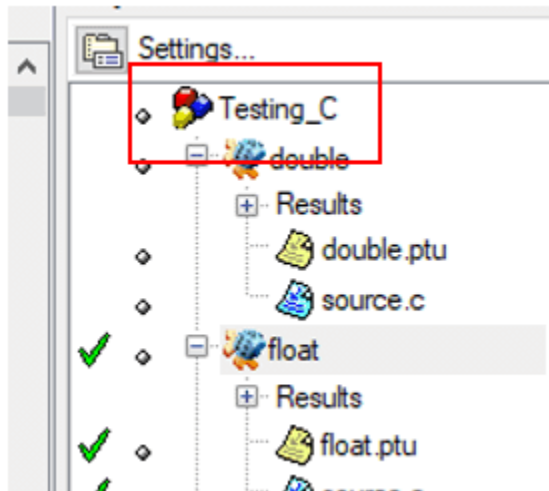 Settings...
Testing_C
double
Results
double.ptu
source.c
float
Results
float.ptu